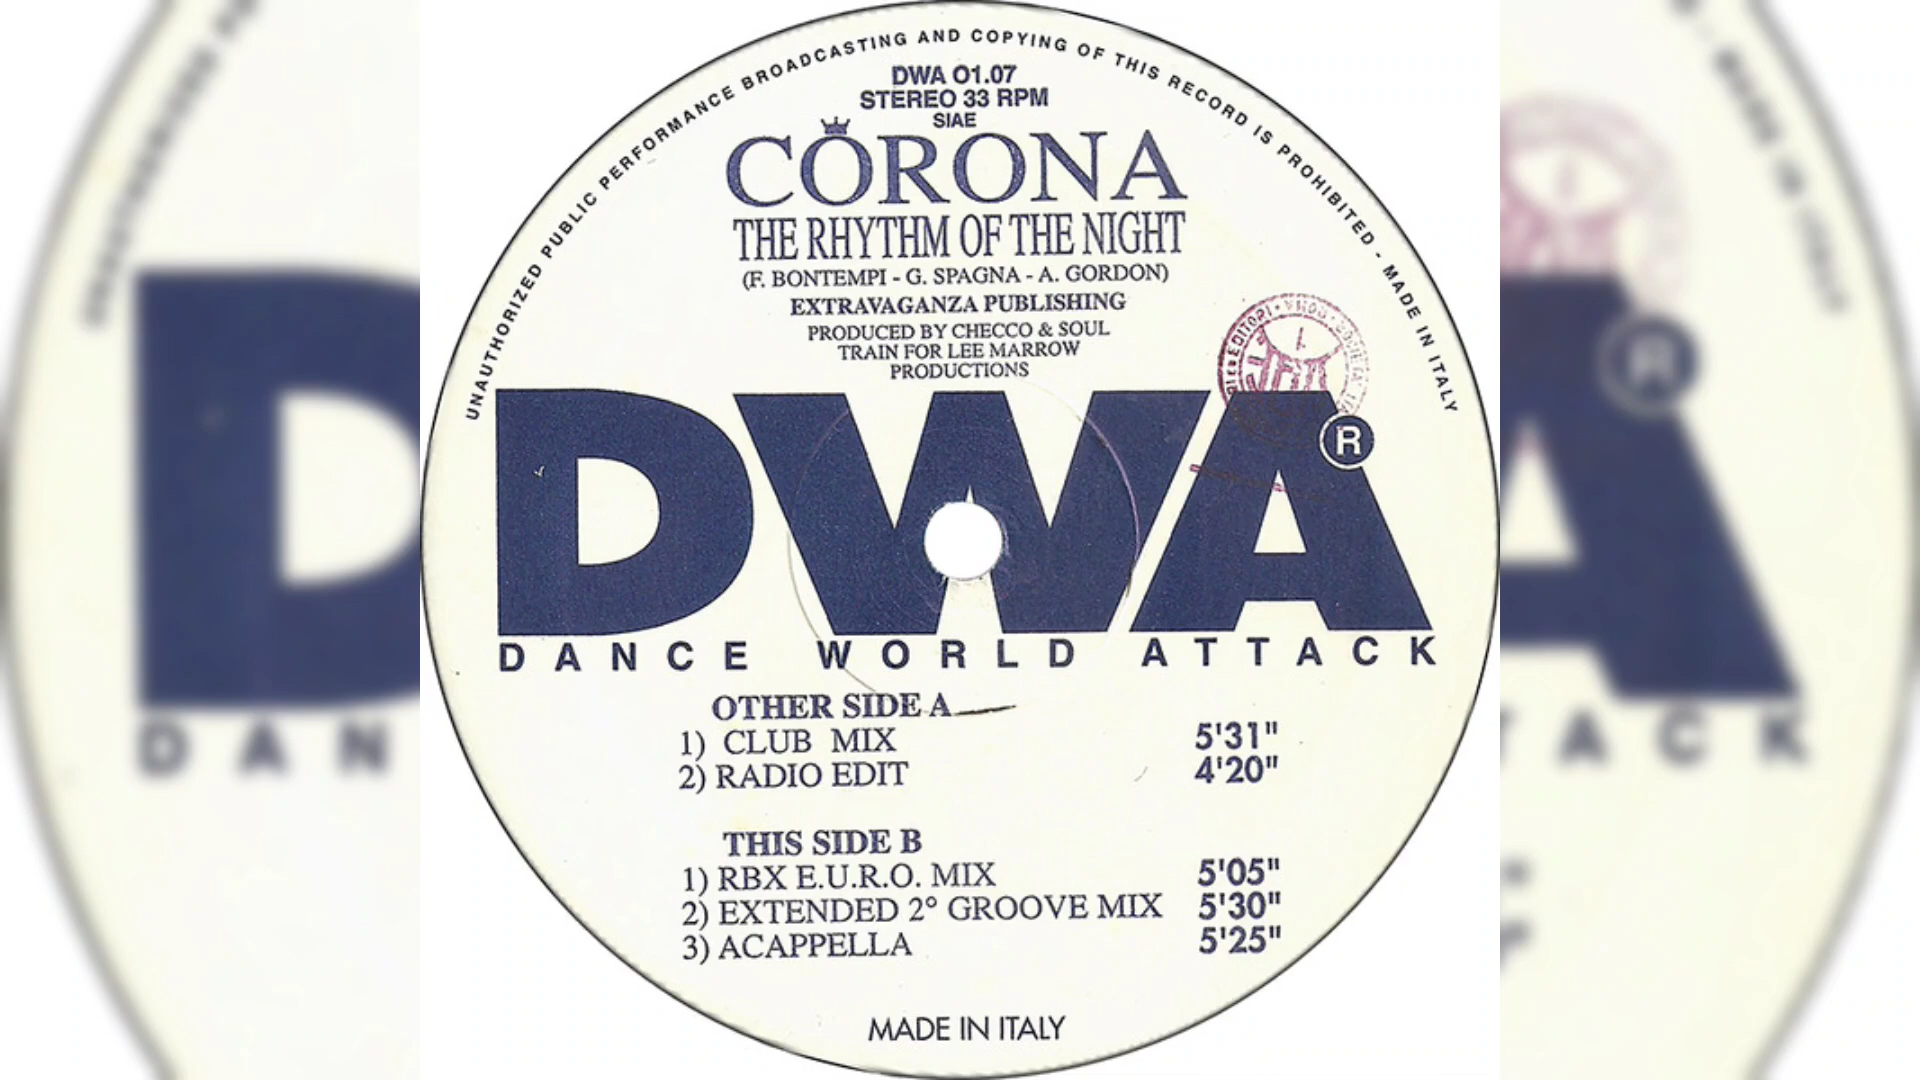 UNAUTHORIZED PUBLIC PERFORMANCE BROADCASTING AND COPYING OF THIS RECORD IS PROHIBITED - MADE IN ITALY
DWA 01.07
STEREO 33 RPM
SIAE
CORONA
THE RHYTHM OF THE NIGHT
(F. BONTEMPI - G. SPAGNA - A. GORDON)
EXTRAVAGANZA PUBLISHING
PRODUCED BY CHECCO & SOUL
TRAIN FOR LEE MARROW
PRODUCTIONS
DWA®
DANCE WORLD ATTACK
OTHER SIDE A
1) CLUB MIX 5'31"
2) RADIO EDIT 4'20"
THIS SIDE B
1) RBX E.U.R.O. MIX 5'05"
2) EXTENDED 2° GROOVE MIX 5'30"
3) ACAPPELLA 5'25"
MADE IN ITALY